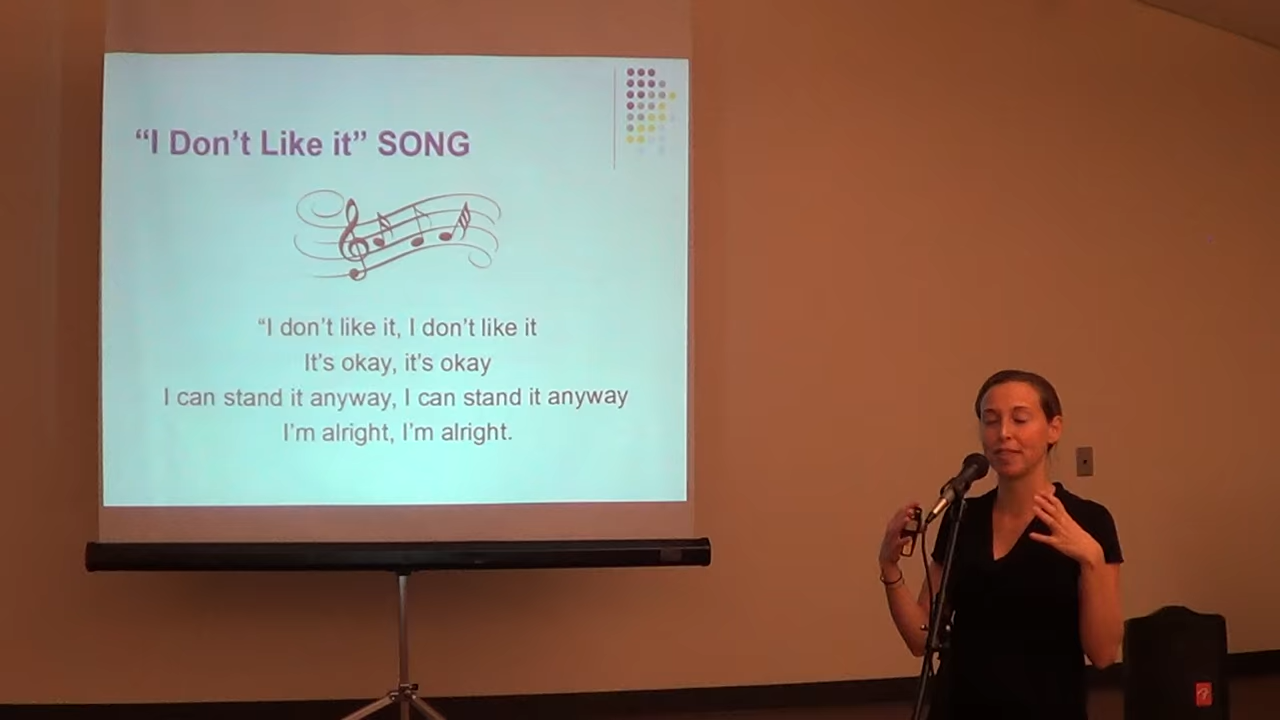 “I Don’t Like it” SONG
“I don’t like it, I don’t like it
It’s okay, it’s okay
I can stand it anyway, I can stand it anyway
I’m alright, I’m alright.